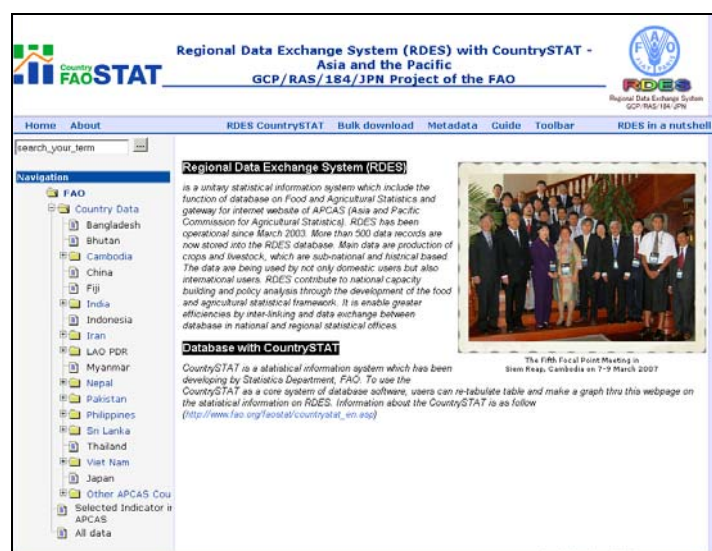 Country
FAOSTAT
Regional Data Exchange System (RDES) with CountrySTAT -
Asia and the Pacific
GCP/RAS/184/JPN Project of the FAO
FAO
FIAT PANIS
RDES
Regional Data Exchange System
GCP/RAS/184/JPN
Home About RDES CountrySTAT Bulk download Metadata Guide Toolbar RDES in a nutshell
search_your_term ...
Navigation
FAO
Country Data
Bangladesh
Bhutan
Cambodia
China
Fiji
India
Indonesia
Iran
LAO PDR
Myanmar
Nepal
Pakistan
Philippines
Sri Lanka
Thailand
Viet Nam
Japan
Other APCAS Cou
Selected Indicator in
APCAS
All data
Regional Data Exchange System (RDES)
is a unitary statistical information system which include the
function of database on Food and Agricultural Statistics and
gateway for internet website of APCAS (Asia and Pacific
Commission for Agricultural Statistics). RDES has been
operational since March 2003. More than 500 data records are
now stored into the RDES database. Main data are production of
crops and livestock, which are sub-national and histrical based.
The data are being used by not only domestic users but also
international users. RDES contribute to national capacity
building and policy analysis through the development of the food
and agricultural statistical framework. It is enable greater
efficiencies by inter-linking and data exchange between
database in national and regional statistical offices.
The Fifth Focal Point Meeting in
Siem Reap, Cambodia on 7-9 March 2007
Database with CountrySTAT
CountrySTAT is a statistical information system which has been
developing by Statistics Department, FAO. To use the
CountrySTAT as a core system of database software, users can re-tabulate table and make a graph thru this webpage on
the statistical information on RDES. Information about the CountrySTAT is as follow
(http://www.fao.org/faostat/countrystat_en.asp)